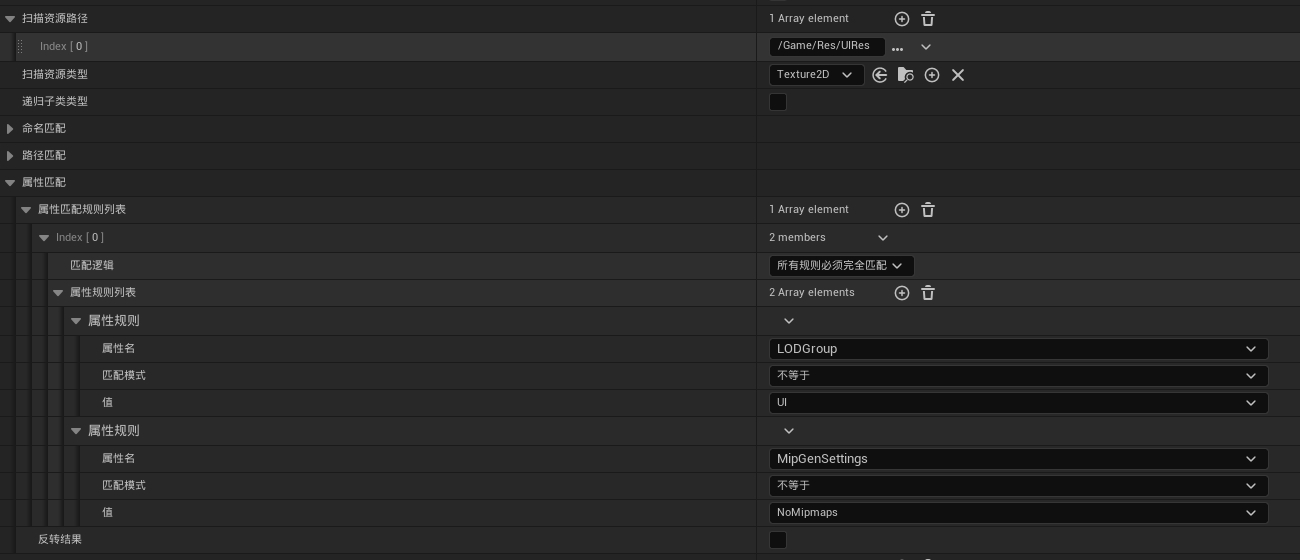 扫描资源路径 1 Array element
Index [ 0 ] /Game/Res/UIRes
扫描资源类型 Texture2D
递归子类类型
命名匹配
路径匹配
属性匹配
属性匹配规则列表 1 Array element
Index [ 0 ] 2 members
匹配逻辑 所有规则必须完全匹配
属性规则列表 2 Array elements
属性规则
属性名 LODGroup
匹配模式 不等于
值 UI
属性规则
属性名 MipGenSettings
匹配模式 不等于
值 NoMipmaps
反转结果